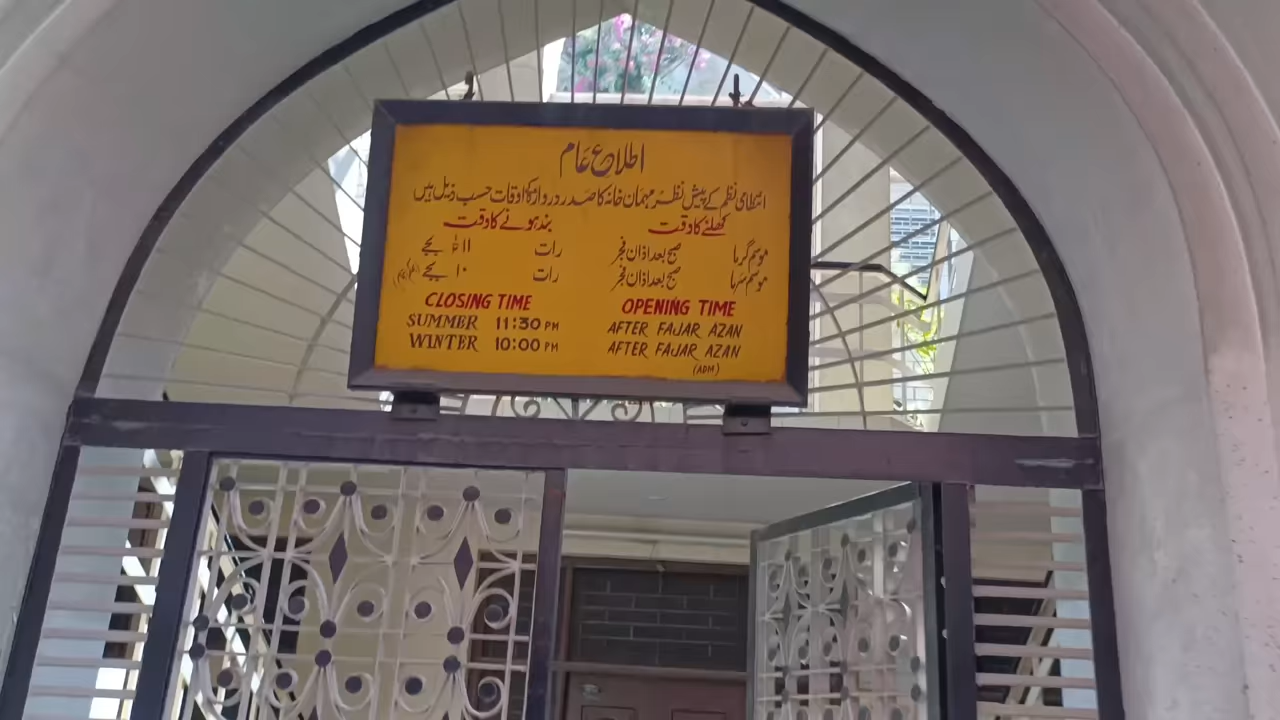 اطلاع عام
انتظامی نظم کے پیش نظر مہمان خانہ کا صدر دروازہ کا اوقات حسب ذیل ہیں
کھلنے کا وقت بند ہونے کا وقت
موسم گرما صبح بعد اذان فجر رات ۱۱ بجے
موسم سرما صبح بعد اذان فجر رات ۱۰ بجے
CLOSING TIME OPENING TIME
SUMMER 11:30 PM AFTER FAJAR AZAN
WINTER 10:00 PM AFTER FAJAR AZAN
(ADM)